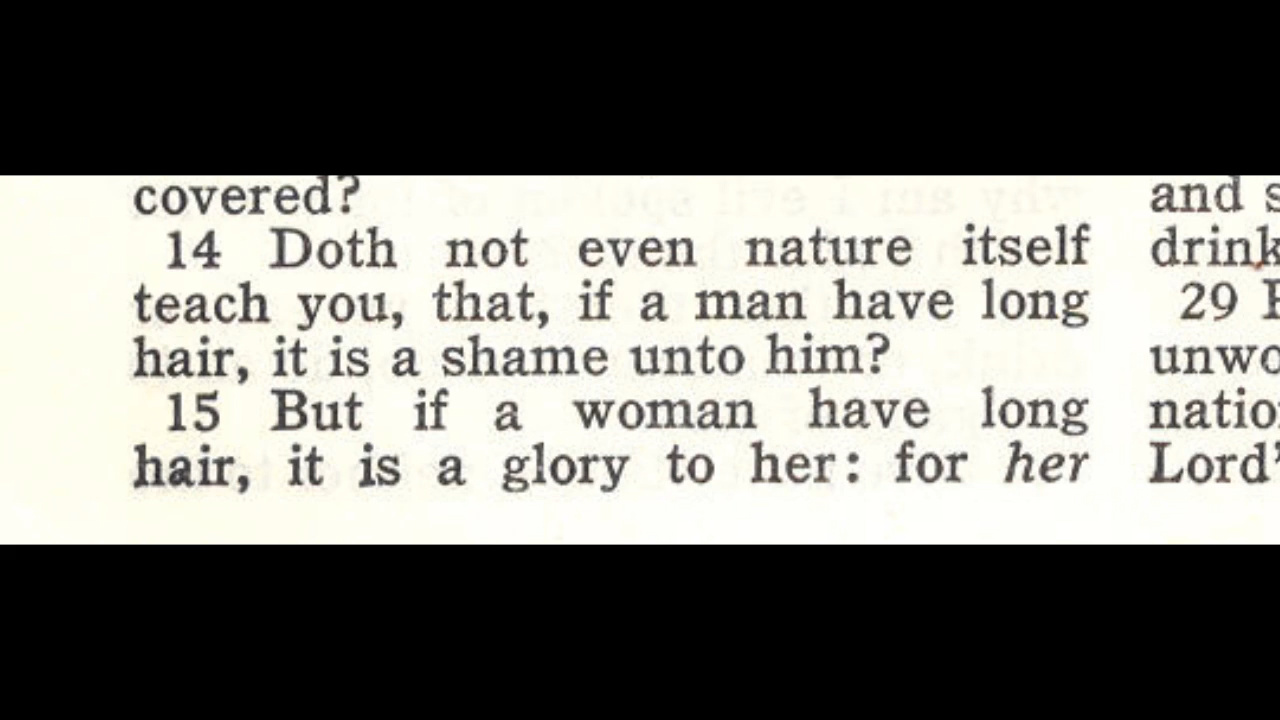 covered?
14 Doth not even nature itself
teach you, that, if a man have long
hair, it is a shame unto him?
15 But if a woman have long
hair, it is a glory to her: for her
and
drink
29
Lord'